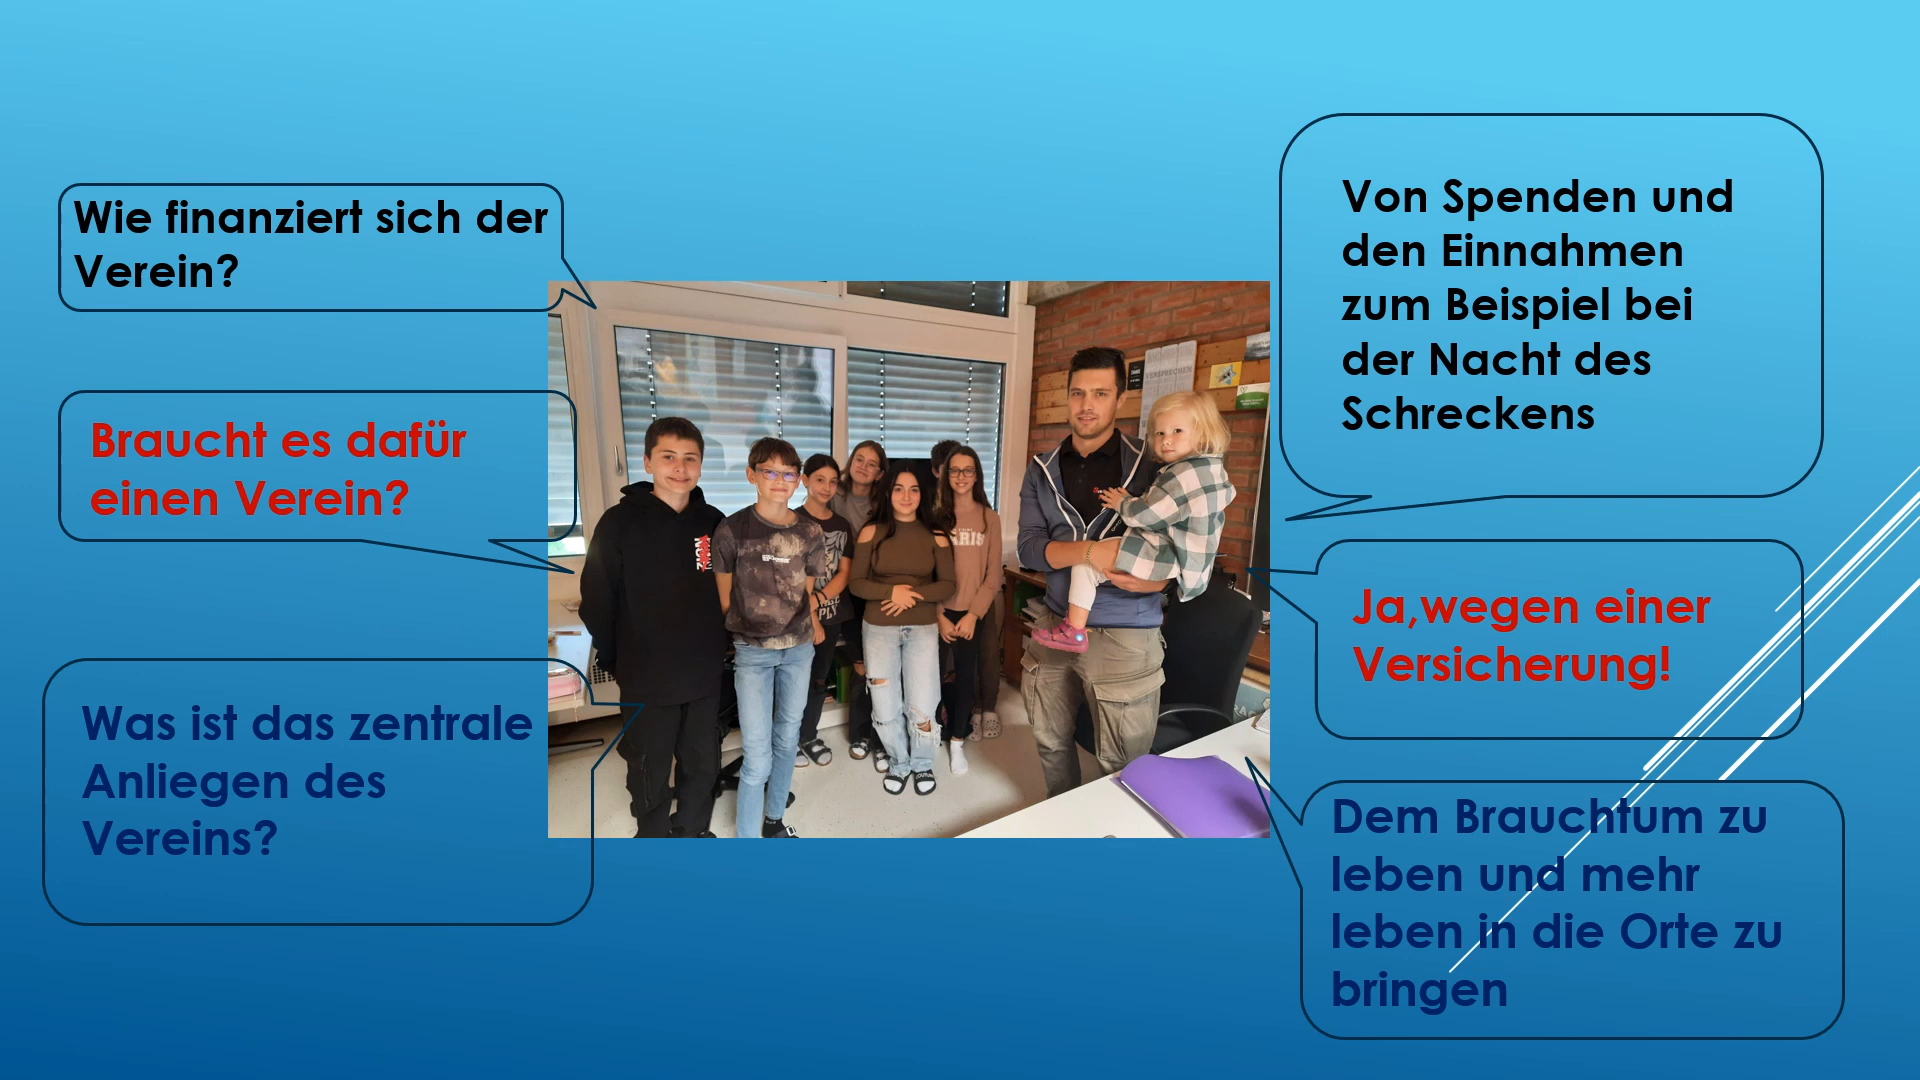 Wie finanziert sich der
Verein?
Von Spenden und
den Einnahmen
zum Beispiel bei
der Nacht des
Schreckens
Braucht es dafür
einen Verein?
Ja,wegen einer
Versicherung!
Was ist das zentrale
Anliegen des
Vereins?
Dem Brauchtum zu
leben und mehr
leben in die Orte zu
bringen
VERSPRECHEN
PARIS